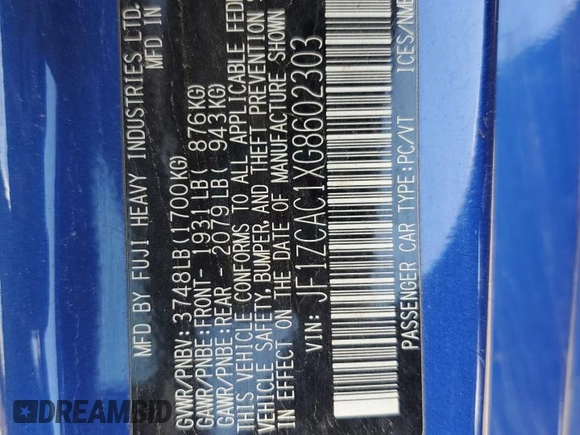 MFD BY FUJI HEAVY INDUSTRIES LTD.
MFD IN
GVWR/PNBV: 3748LB(1700KG)
GAWR/PNBE:FRONT- 1931LB( 876KG)
GAWR/PNBE:REAR - 2079LB( 943KG)
THIS VEHICLE CONFORMS TO ALL APPLICABLE FEDE
VEHICLE SAFETY,BUMPER,AND THEFT PREVENTION S
IN EFFECT ON THE DATE OF MANUFACTURE SHOWN
VIN: JF1ZCAC1XG8602303
PASSENGER CAR TYPE:PC/VT
ICES/NMB
DREAMBID